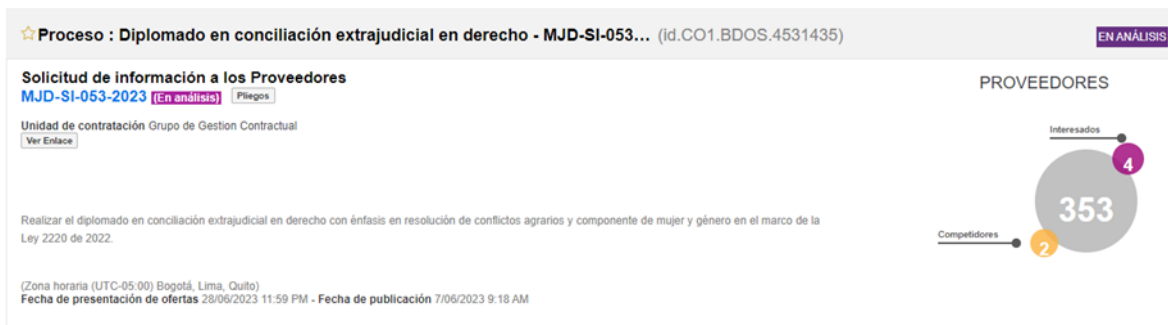 Proceso : Diplomado en conciliación extrajudicial en derecho - MJD-SI-053... (id.CO1.BDOS.4531435)
EN ANÁLISIS
Solicitud de información a los Proveedores
MJD-SI-053-2023 (En análisis) Pliegos
Unidad de contratación Grupo de Gestion Contractual
Ver Enlace
Realizar el diplomado en conciliación extrajudicial en derecho con énfasis en resolución de conflictos agrarios y componente de mujer y género en el marco de la
Ley 2220 de 2022.
(Zona horaria (UTC-05:00) Bogotá, Lima, Quito)
Fecha de presentación de ofertas 28/06/2023 11:59 PM - Fecha de publicación 7/06/2023 9:18 AM
PROVEEDORES
Interesados
4
353
Competidores
2